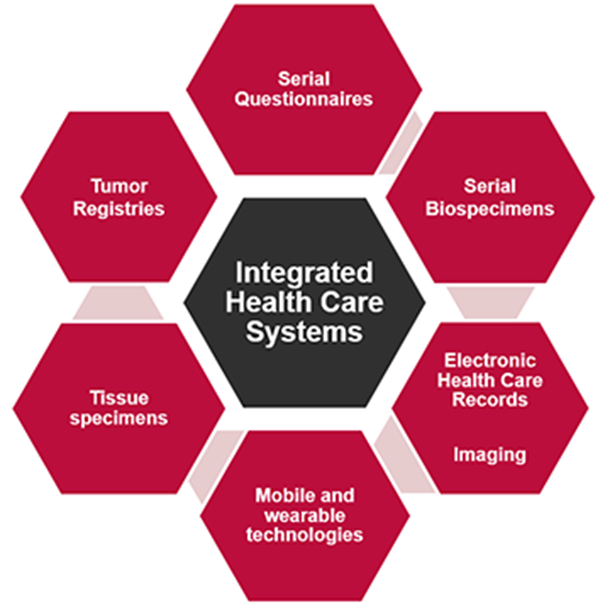 Serial
Questionnaires
Tumor
Registries
Serial
Biospecimens
Integrated
Health Care
Systems
Tissue
specimens
Electronic
Health Care
Records
Imaging
Mobile and
wearable
technologies